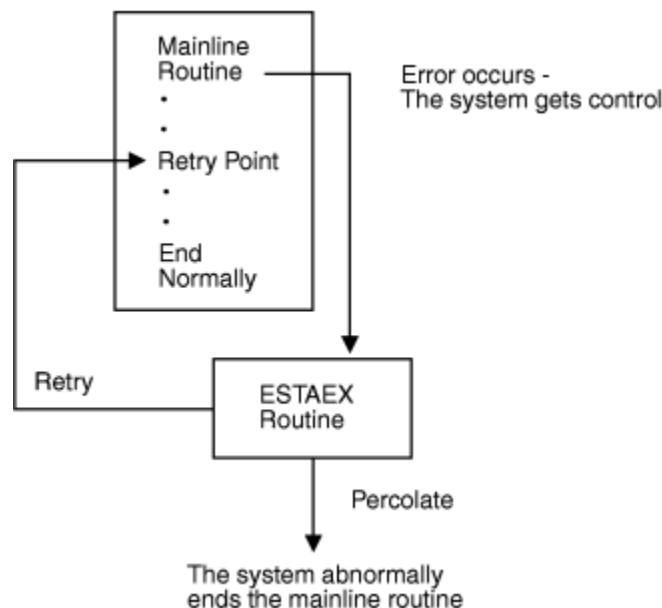 Mainline
Routine
Error occurs -
The system gets control
Retry Point
End
Normally
Retry
ESTAEX
Routine
Percolate
The system abnormally
ends the mainline routine